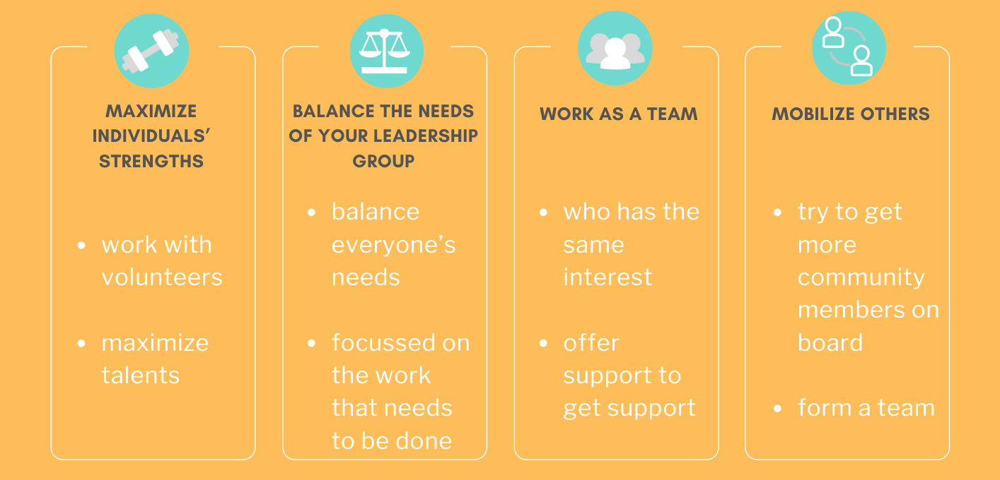 MAXIMIZE
INDIVIDUALS’
STRENGTHS
• work with
volunteers
• maximize
talents
BALANCE THE NEEDS
OF YOUR LEADERSHIP
GROUP
• balance
everyone’s
needs
• focussed on
the work
that needs
to be done
WORK AS A TEAM
• who has the
same
interest
• offer
support to
get support
MOBILIZE OTHERS
• try to get
more
community
members on
board
• form a team